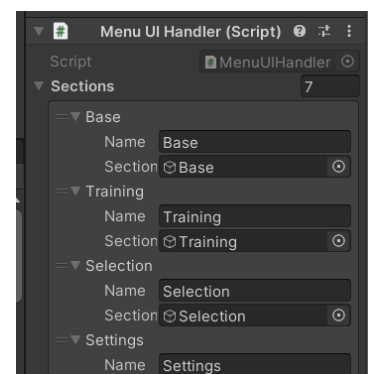 Menu UI Handler (Script)
Script MenuUIHandler
Sections 7
Base
Name Base
Section Base
Training
Name Training
Section Training
Selection
Name Selection
Section Selection
Settings
Name Settings